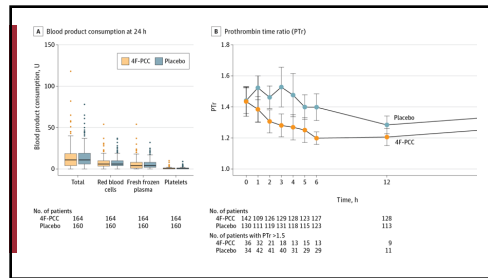 A Blood product consumption at 24 h
Blood product consumption, U
150
100
50
0
4F-PCC
Placebo
Total
Red blood cells
Fresh frozen plasma
Platelets
No. of patients
4F-PCC 164 164 164 164
Placebo 160 160 160 160
B Prothrombin time ratio (PTr)
PTr
1.8
1.6
1.4
1.2
1.0
Placebo
4F-PCC
0 1 2 3 4 5 6 12
Time, h
No. of patients
4F-PCC 142 109 126 129 128 123 127 128
Placebo 130 111 119 131 118 115 123 113
No. of patients with PTr >1.5
4F-PCC 36 32 21 18 13 15 13 9
Placebo 34 42 41 40 31 29 29 11